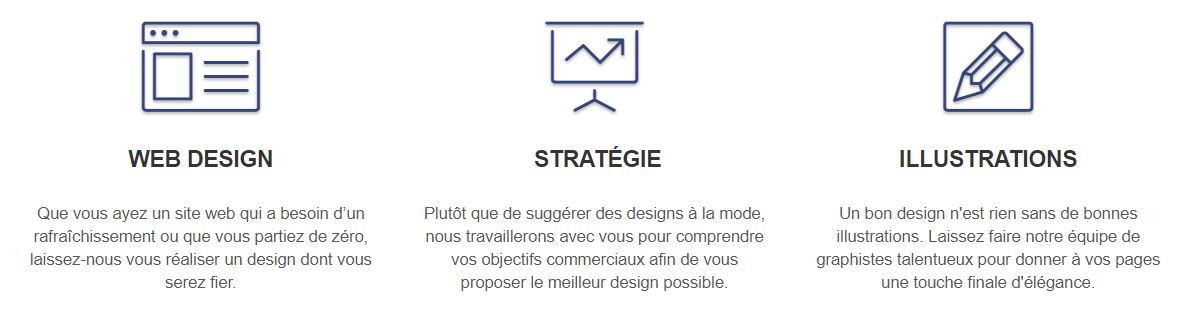 WEB DESIGN
Que vous ayez un site web qui a besoin d’un
rafraîchissement ou que vous partiez de zéro,
laissez-nous vous réaliser un design dont vous
serez fier.
STRATÉGIE
Plutôt que de suggérer des designs à la mode,
nous travaillerons avec vous pour comprendre
vos objectifs commerciaux afin de vous
proposer le meilleur design possible.
ILLUSTRATIONS
Un bon design n'est rien sans de bonnes
illustrations. Laissez faire notre équipe de
graphistes talentueux pour donner à vos pages
une touche finale d'élégance.